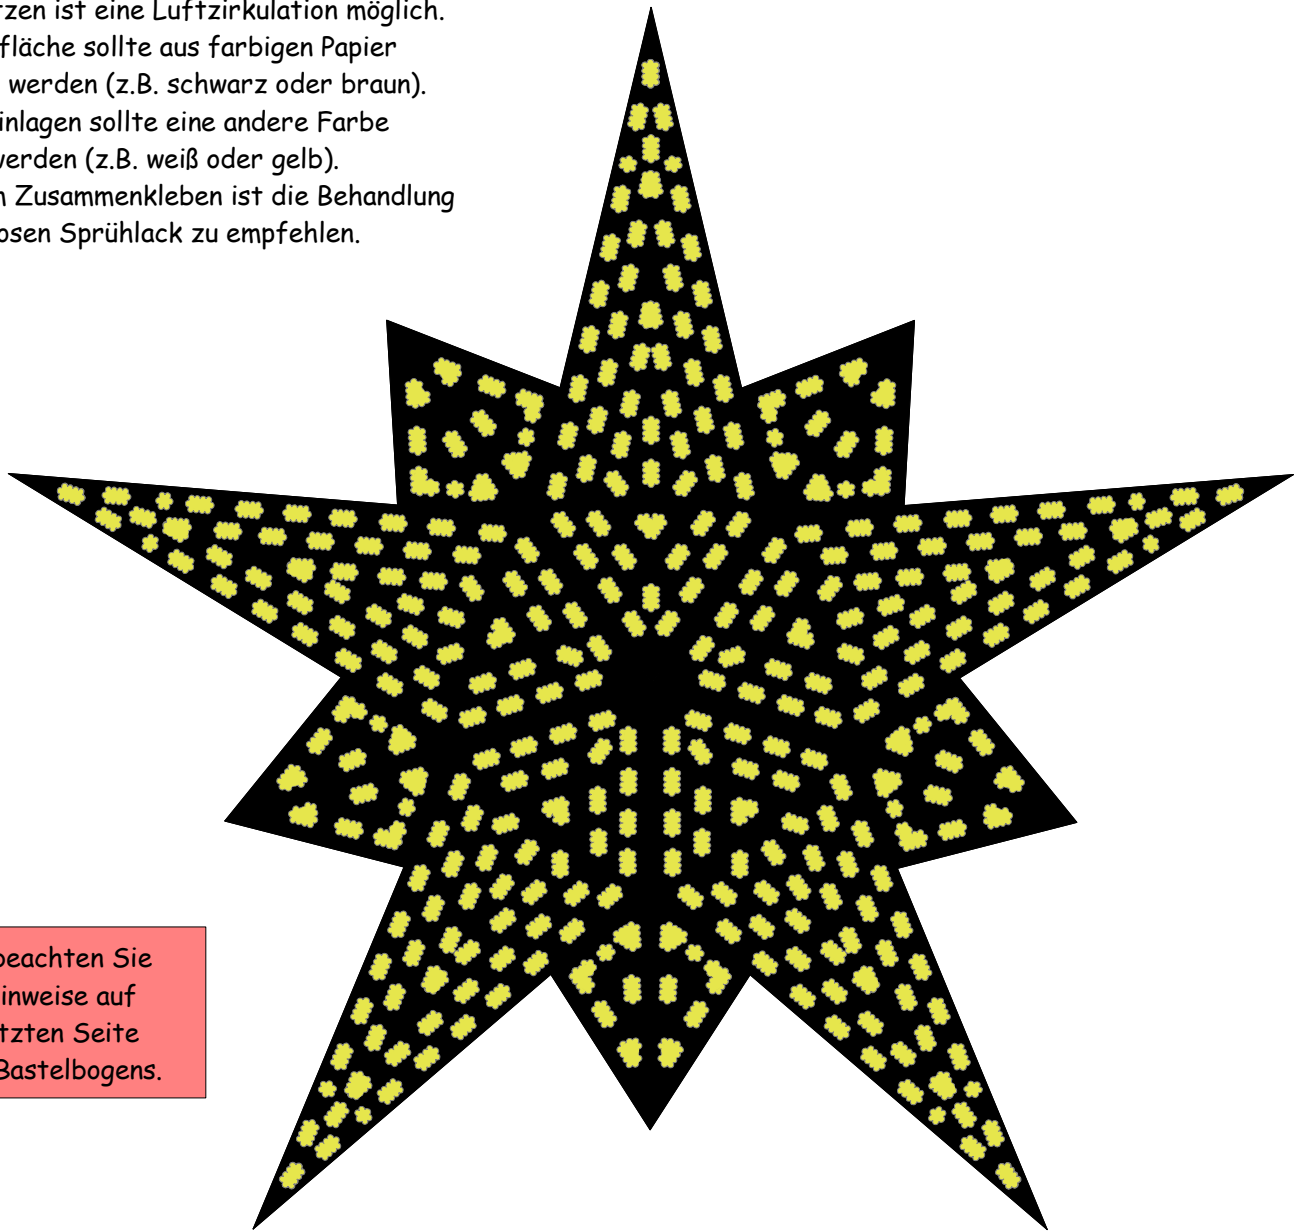 tzen ist eine Luftzirkulation möglich.
fläche sollte aus farbigen Papier
werden (z.B. schwarz oder braun).
inlagen sollte eine andere Farbe
werden (z.B. weiß oder gelb).
n Zusammenkleben ist die Behandlung
osen Sprühlack zu empfehlen.
beachten Sie
inweise auf
tzten Seite
Bastelbogens.